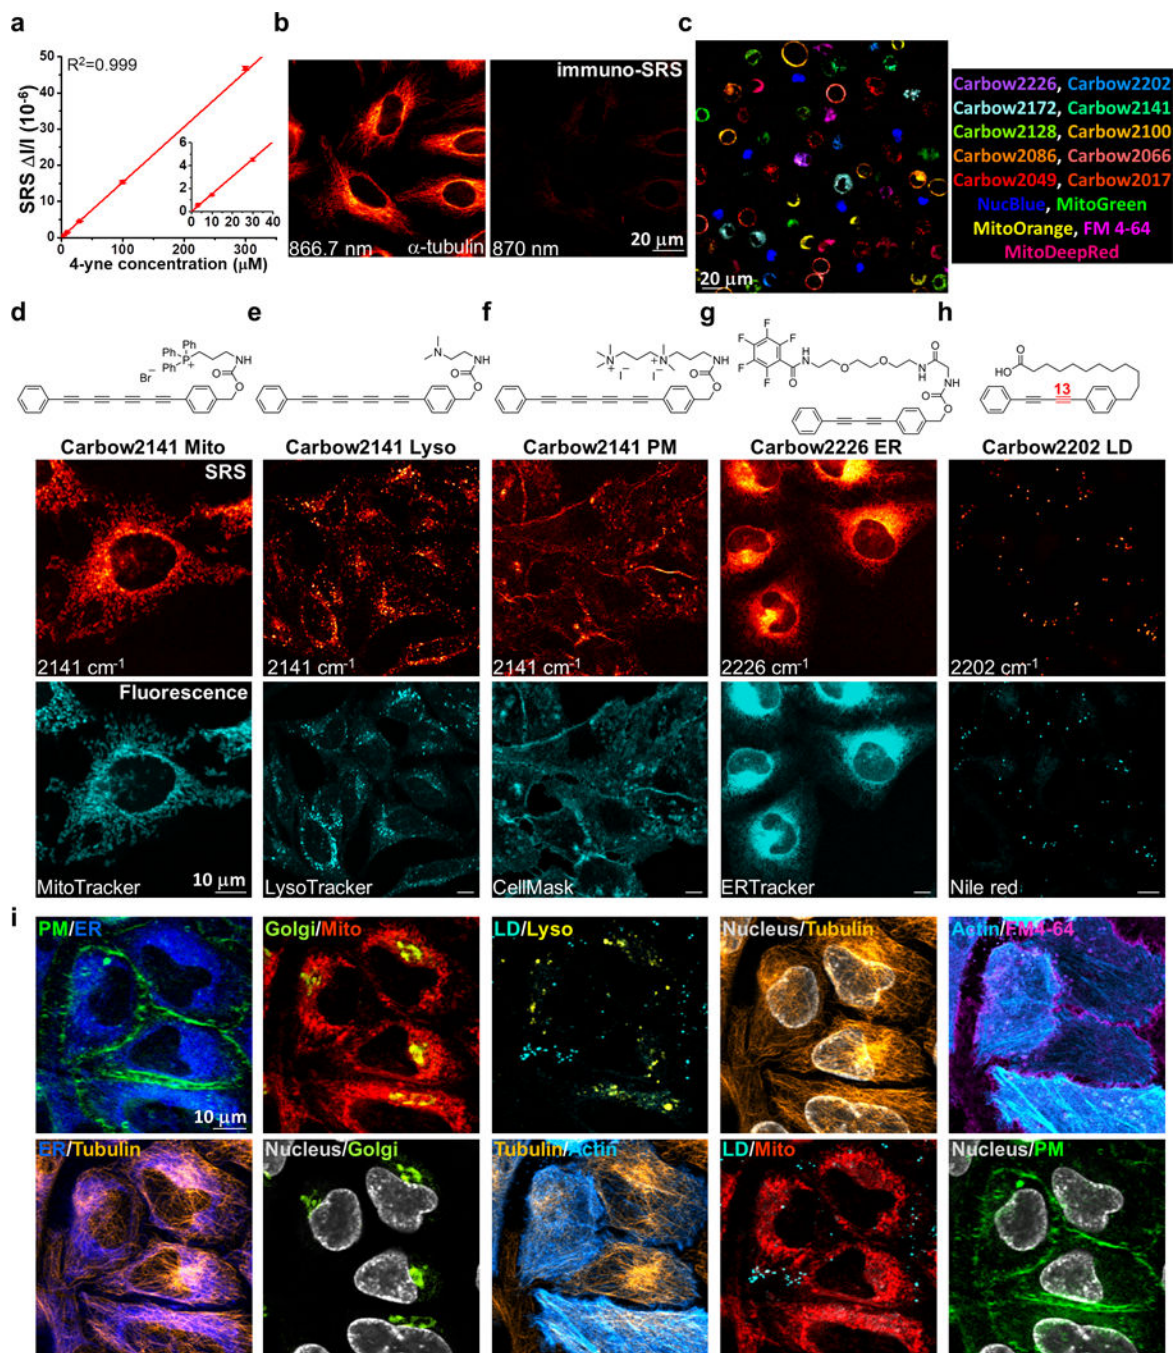 a
R²=0.999
SRS ΔI/I (10⁻⁶)
50
40
30
20
10
0
6
4
2
0
0 10 20 30 40
0 100 200 300
4-yne concentration (μM)
b
immuno-SRS
866.7 nm α-tubulin
870 nm 20 μm
c
20 μm
Carbow2226, Carbow2202
Carbow2172, Carbow2141
Carbow2128, Carbow2100
Carbow2086, Carbow2066
Carbow2049, Carbow2017
NucBlue, MitoGreen
MitoOrange, FM 4-64
MitoDeepRed
d
Ph
Ph P+ NH
Ph
Br⁻ O O
Carbow2141 Mito
SRS
2141 cm⁻¹
Fluorescence
MitoTracker 10 μm
e
N NH
O O
Carbow2141 Lyso
2141 cm⁻¹
LysoTracker
f
N+ N+ NH
I⁻ I⁻ O O
Carbow2141 PM
2141 cm⁻¹
CellMask
g
F
F F
F F
O NH O O NH O
NH
O O
Carbow2226 ER
2226 cm⁻¹
ERTracker
h
O
HO
13
Carbow2202 LD
2202 cm⁻¹
Nile red
i
PM/ER
10 μm
Golgi/Mito
LD/Lyso
Nucleus/Tubulin
Actin/FM4-64
ER/Tubulin
Nucleus/Golgi
Tubulin/Actin
LD/Mito
Nucleus/PM